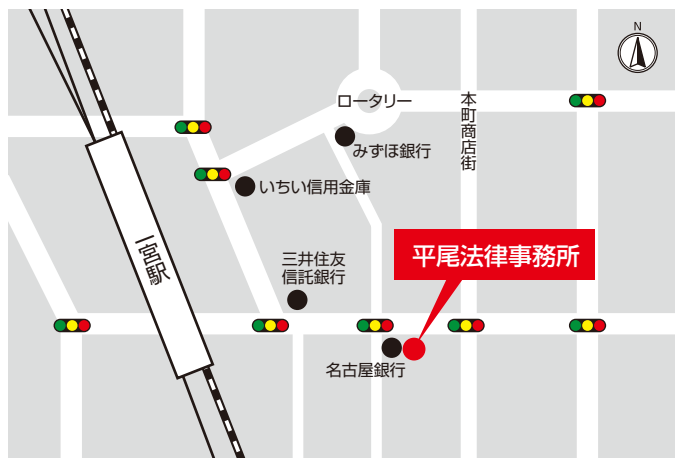 N
ロータリー
本町商店街
みずほ銀行
いちい信用金庫
一宮駅
平尾法律事務所
三井住友
信託銀行
名古屋銀行